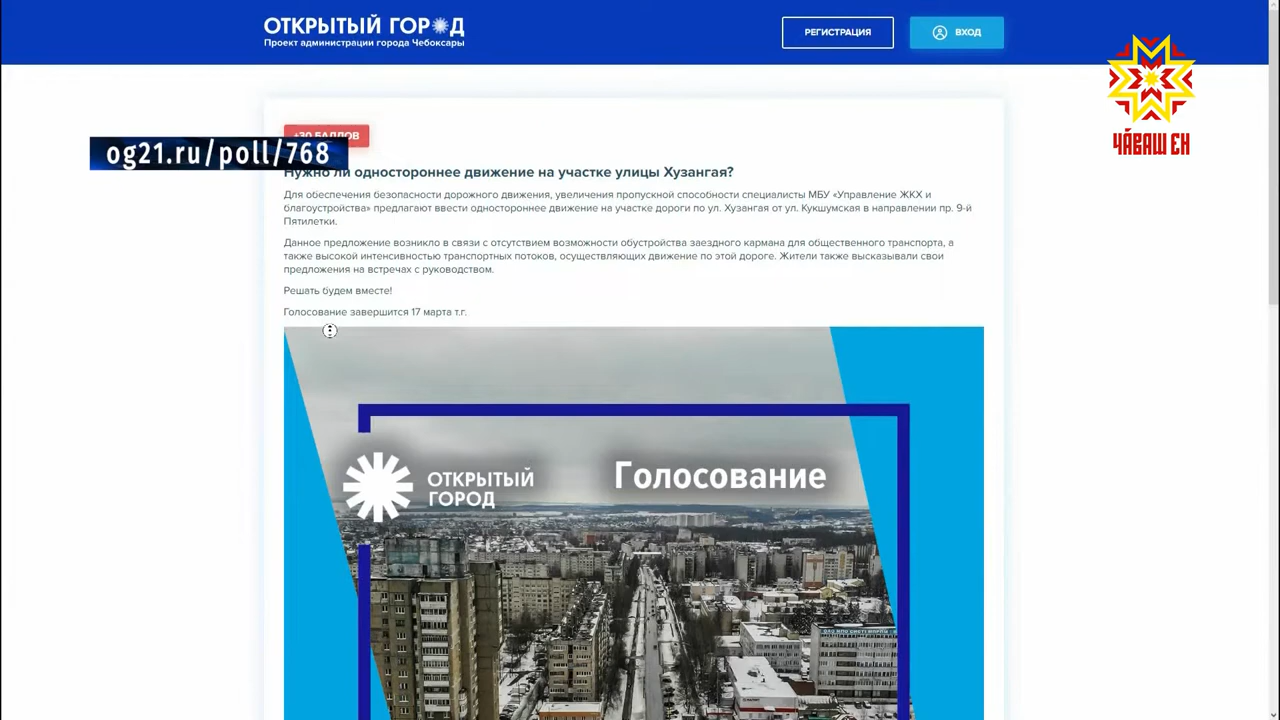 ОТКРЫТЫЙ ГОРОД
Проект администрации города Чебоксары
РЕГИСТРАЦИЯ
ВХОД
ЧӐВАШ ЕН
+30 БАЛЛОВ
og21.ru/poll/768
Нужно ли одностороннее движение на участке улицы Хузангая?
Для обеспечения безопасности дорожного движения, увеличения пропускной способности специалисты МБУ «Управление ЖКХ и
благоустройства» предлагают ввести одностороннее движение на участке дороги по ул. Хузангая от ул. Кукшумская в направлении пр. 9-й
Пятилетки.
Данное предложение возникло в связи с отсутствием возможности обустройства заездного кармана для общественного транспорта, а
также высокой интенсивностью транспортных потоков, осуществляющих движение по этой дороге. Жители также высказывали свои
предложения на встречах с руководством.
Решать будем вместе!
Голосование завершится 17 марта т.г.
ОТКРЫТЫЙ
ГОРОД
Голосование